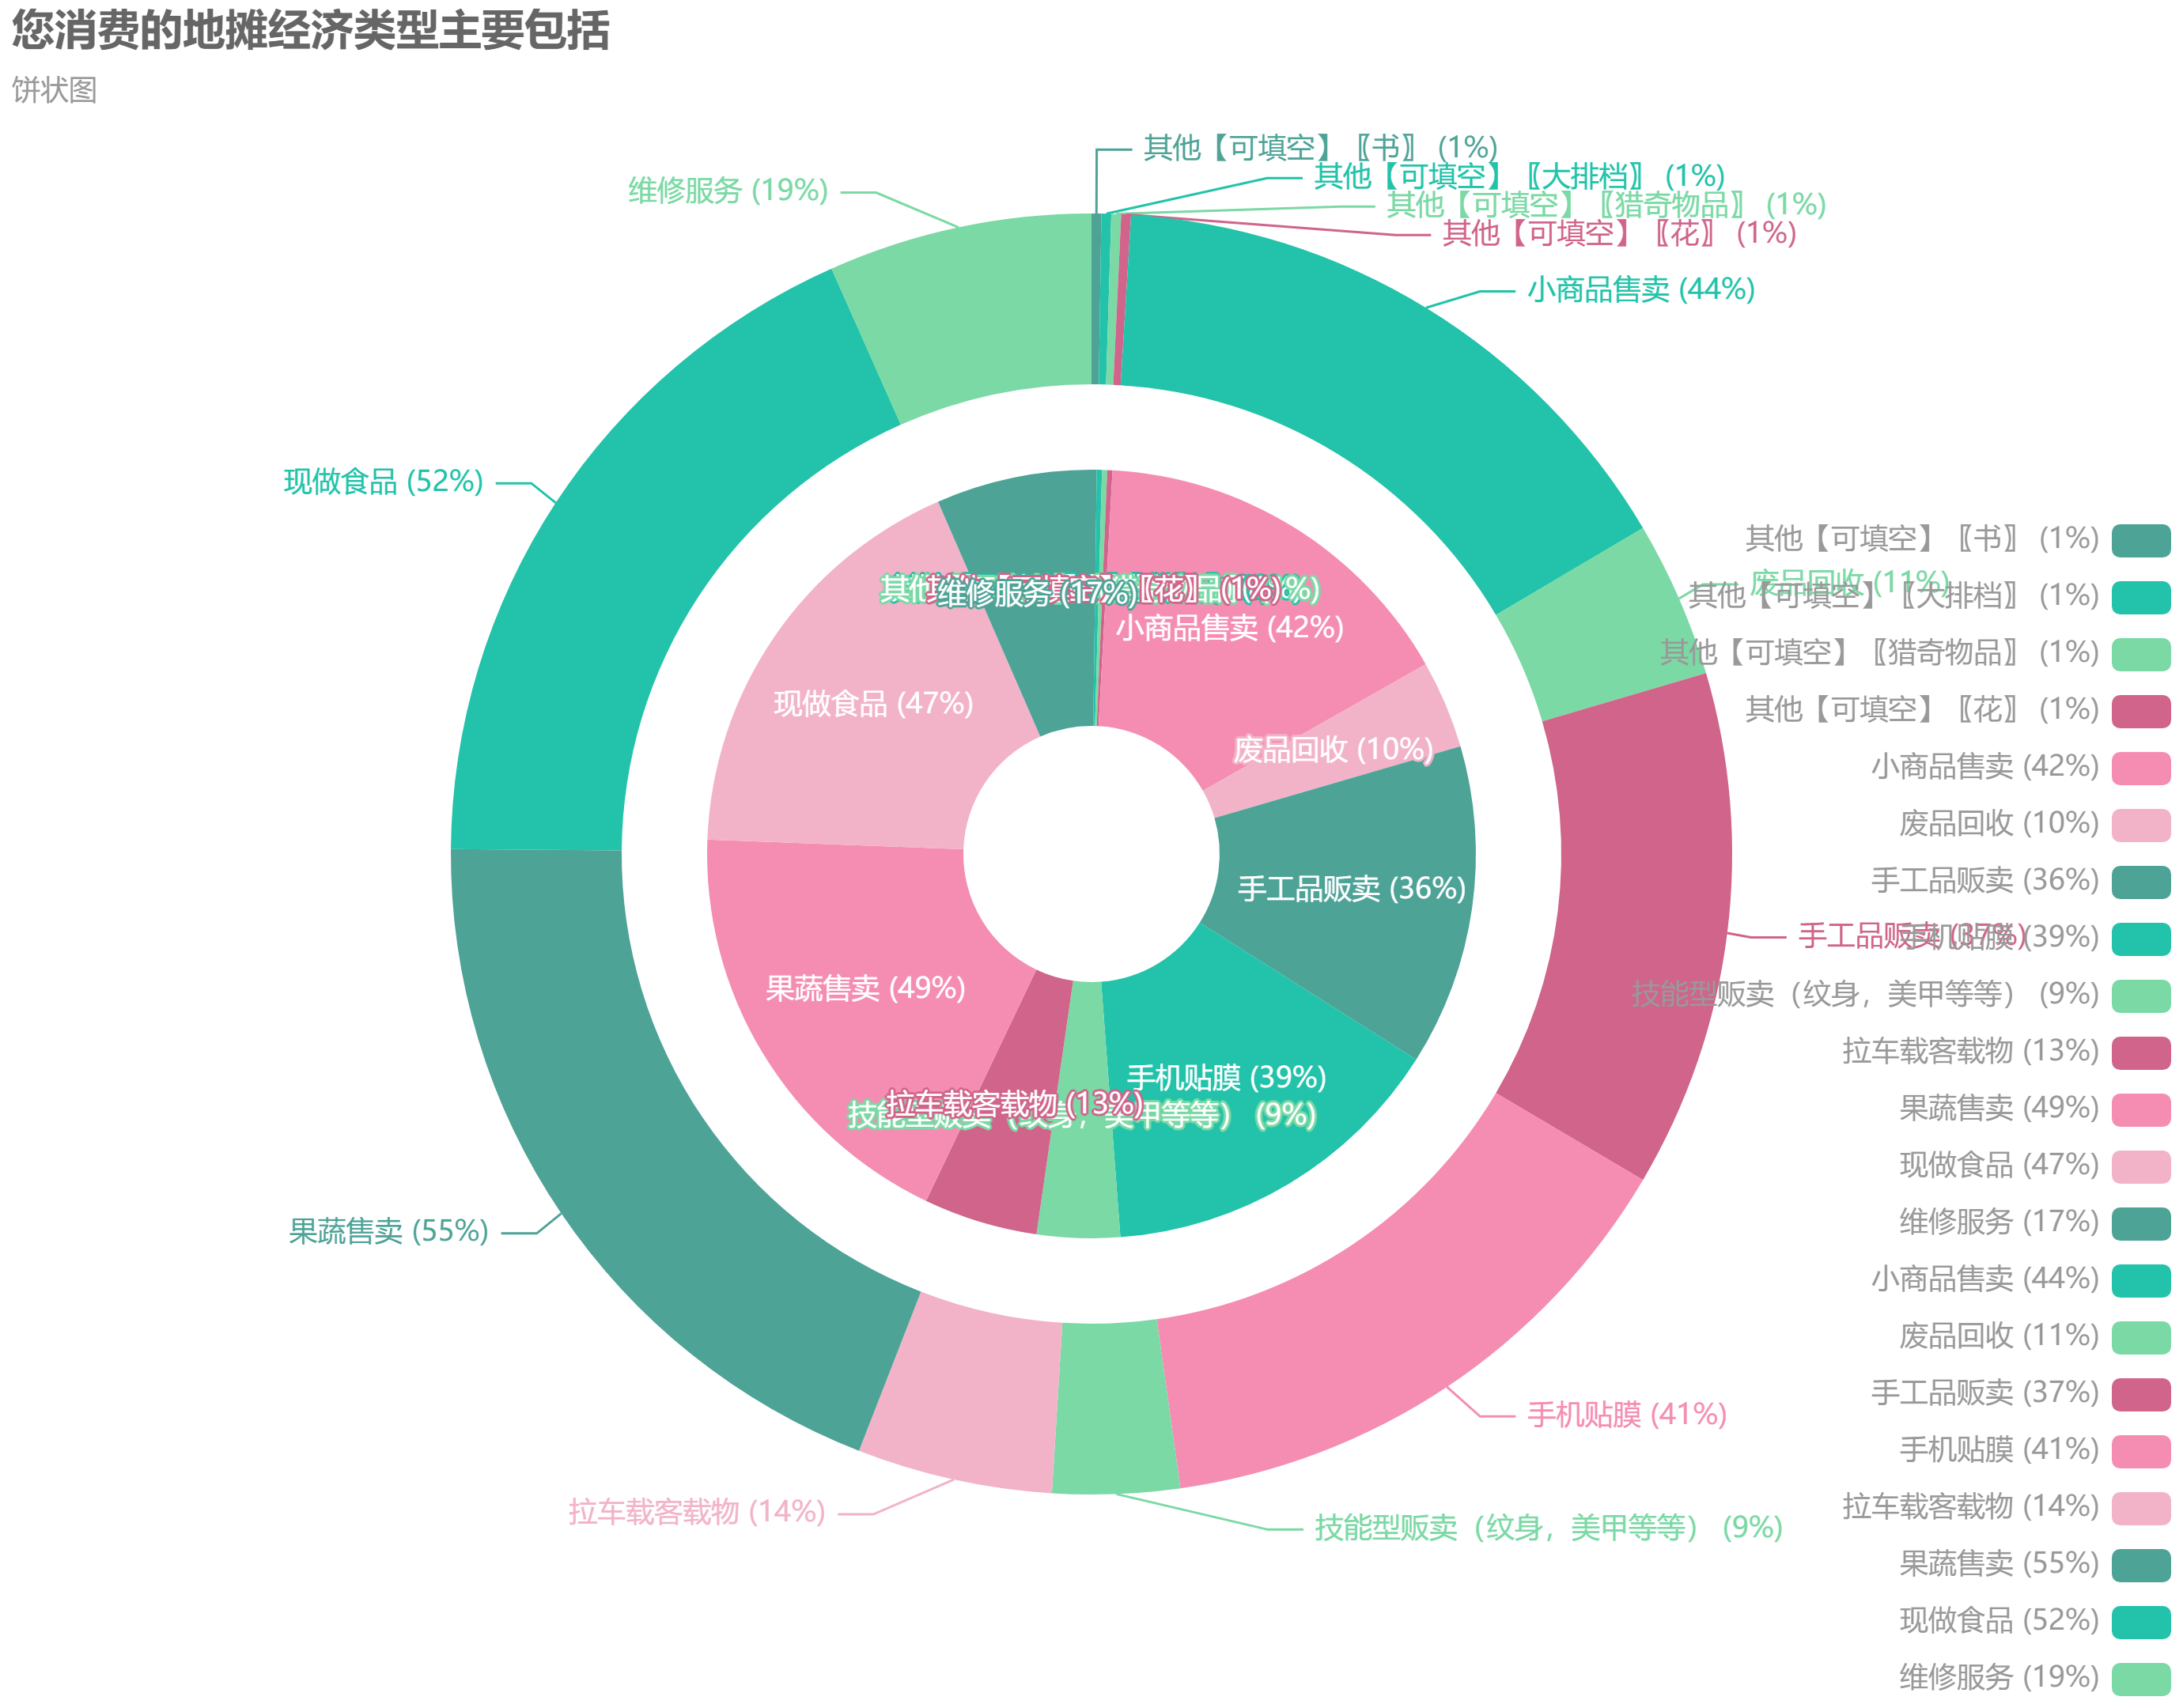 您消费的地摊经济类型主要包括
饼状图
其他【可填空】〖书〗 (1%)
其他【可填空】〖大排档〗 (1%)
其他【可填空】〖猎奇物品〗 (1%)
其他【可填空】〖花〗 (1%)
维修服务 (19%)
小商品售卖 (44%)
现做食品 (52%)
废品回收 (11%)
手工品贩卖 (37%)
果蔬售卖 (55%)
手机贴膜 (41%)
拉车载客载物 (14%)
技能型贩卖（纹身，美甲等等） (9%)
〖花〗 (1%)
维修服务 (17%)
小商品售卖 (42%)
现做食品 (47%)
废品回收 (10%)
手工品贩卖 (36%)
果蔬售卖 (49%)
手机贴膜 (39%)
拉车载客载物 (13%)
技能型贩卖（纹身，美甲等等） (9%)
其他【可填空】〖书〗 (1%)
其他【可填空】〖大排档〗 (1%)
其他【可填空】〖猎奇物品〗 (1%)
其他【可填空】〖花〗 (1%)
小商品售卖 (42%)
废品回收 (10%)
手工品贩卖 (36%)
手机贴膜 (39%)
技能型贩卖（纹身，美甲等等） (9%)
拉车载客载物 (13%)
果蔬售卖 (49%)
现做食品 (47%)
维修服务 (17%)
小商品售卖 (44%)
废品回收 (11%)
手工品贩卖 (37%)
手机贴膜 (41%)
拉车载客载物 (14%)
果蔬售卖 (55%)
现做食品 (52%)
维修服务 (19%)